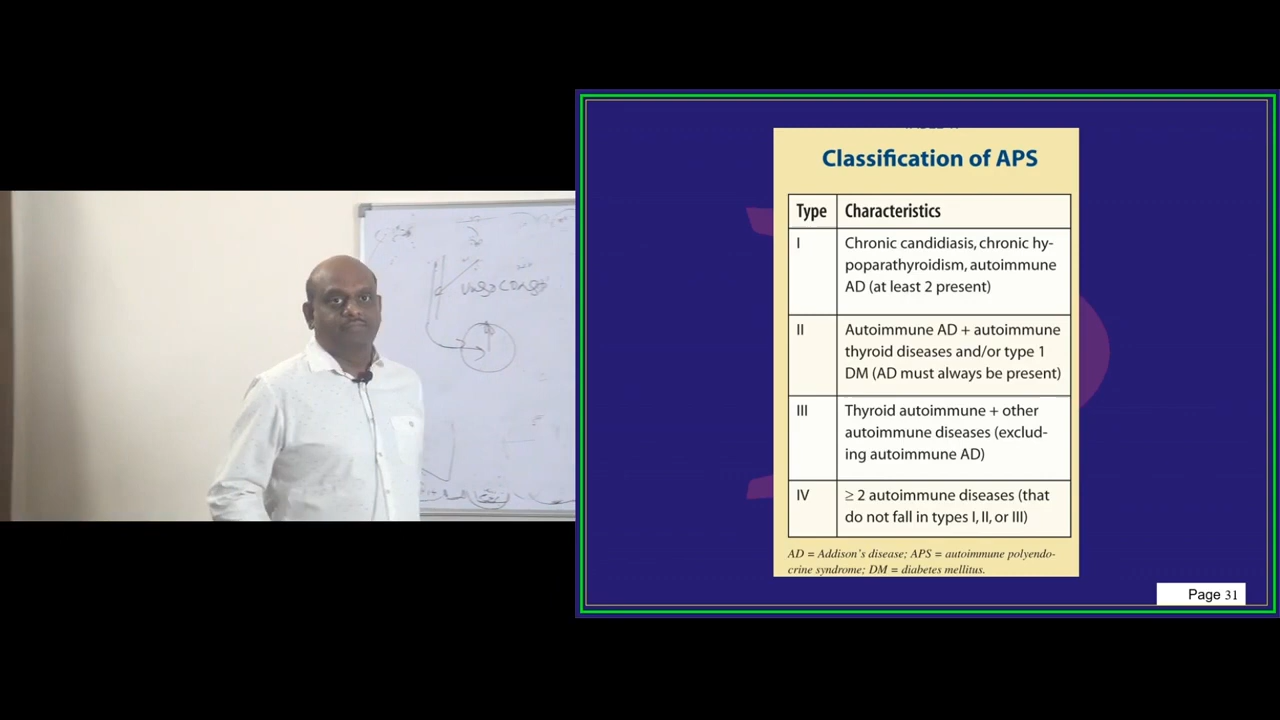 Classification of APS
Type Characteristics
I Chronic candidiasis, chronic hy-
poparathyroidism, autoimmune
AD (at least 2 present)
II Autoimmune AD + autoimmune
thyroid diseases and/or type 1
DM (AD must always be present)
III Thyroid autoimmune + other
autoimmune diseases (exclud-
ing autoimmune AD)
IV ≥ 2 autoimmune diseases (that
do not fall in types I, II, or III)
AD = Addison's disease; APS = autoimmune polyendo-
crine syndrome; DM = diabetes mellitus.
Page 31